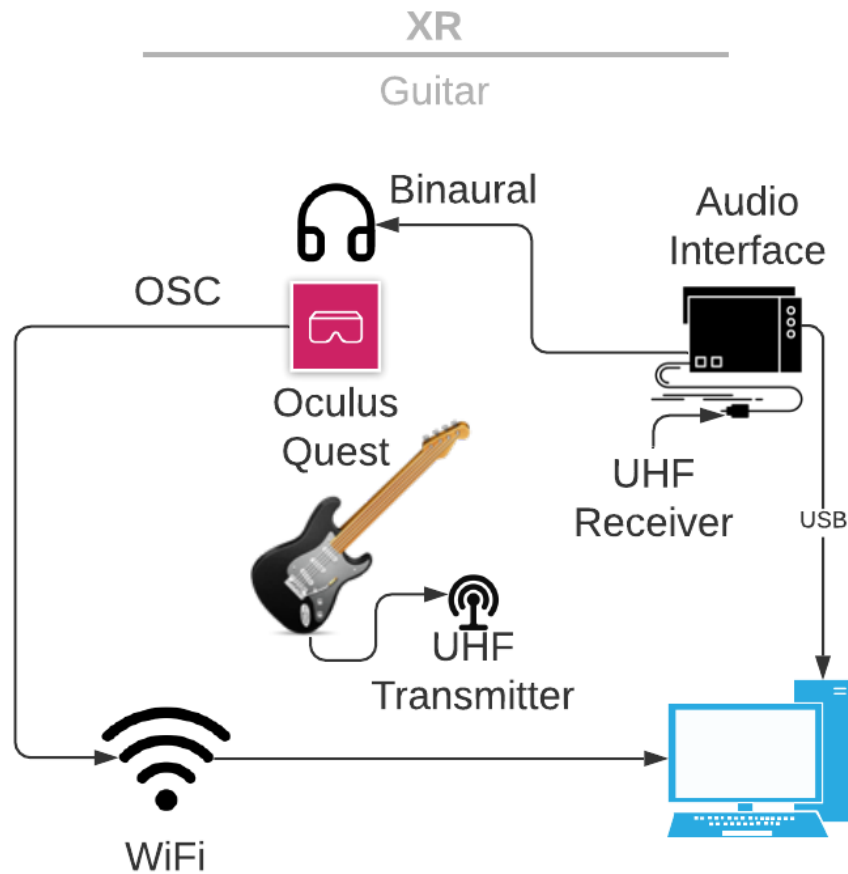 XR
Guitar
Binaural
Audio
Interface
OSC
Oculus
Quest
UHF
Receiver
USB
UHF
Transmitter
WiFi